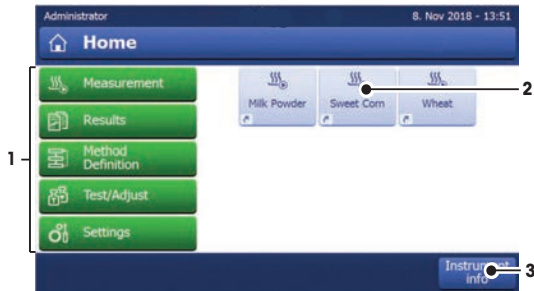 Administrator
8. Nov 2018 - 13:51
Home
Measurement
Results
Method
Definition
Test/Adjust
Settings
Milk Powder
Sweet Corn
Wheat
Instrument
info
1
2
3